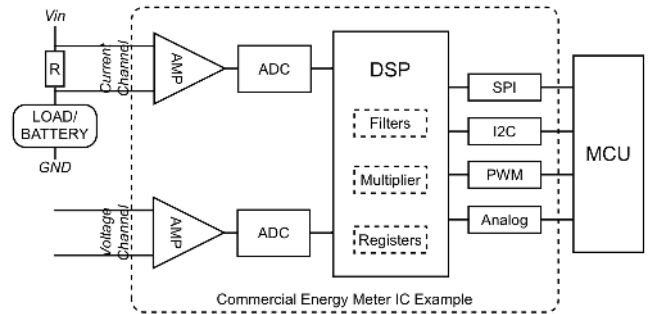 Vin
R
Current
Channel
LOAD/
BATTERY
GND
AMP
ADC
Voltage
Channel
AMP
ADC
DSP
Filters
Multiplier
Registers
SPI
I2C
PWM
Analog
MCU
Commercial Energy Meter IC Example